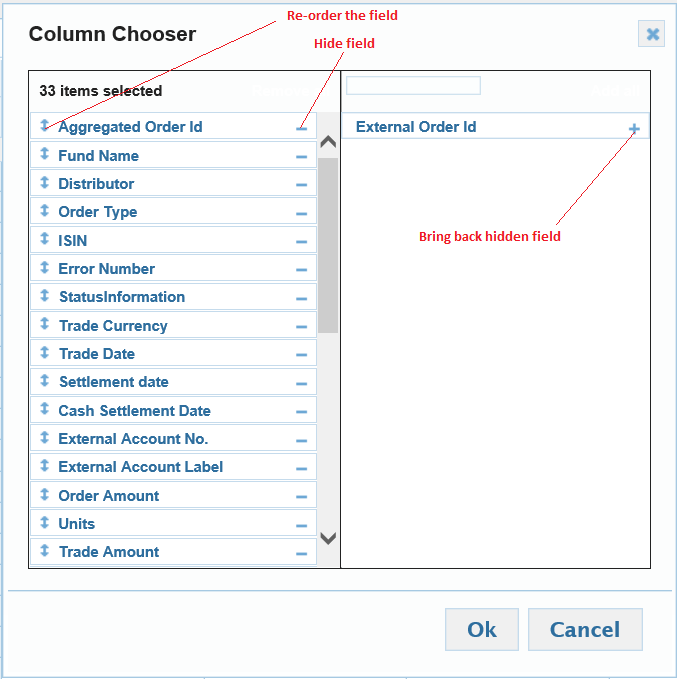 Re-order the field
Column Chooser
Hide field
33 items selected
Aggregated Order Id
External Order Id
Fund Name
Distributor
Order Type
Bring back hidden field
ISIN
Error Number
StatusInformation
Trade Currency
Trade Date
Settlement date
Cash Settlement Date
External Account No.
External Account Label
Order Amount
Units
Trade Amount
Ok Cancel